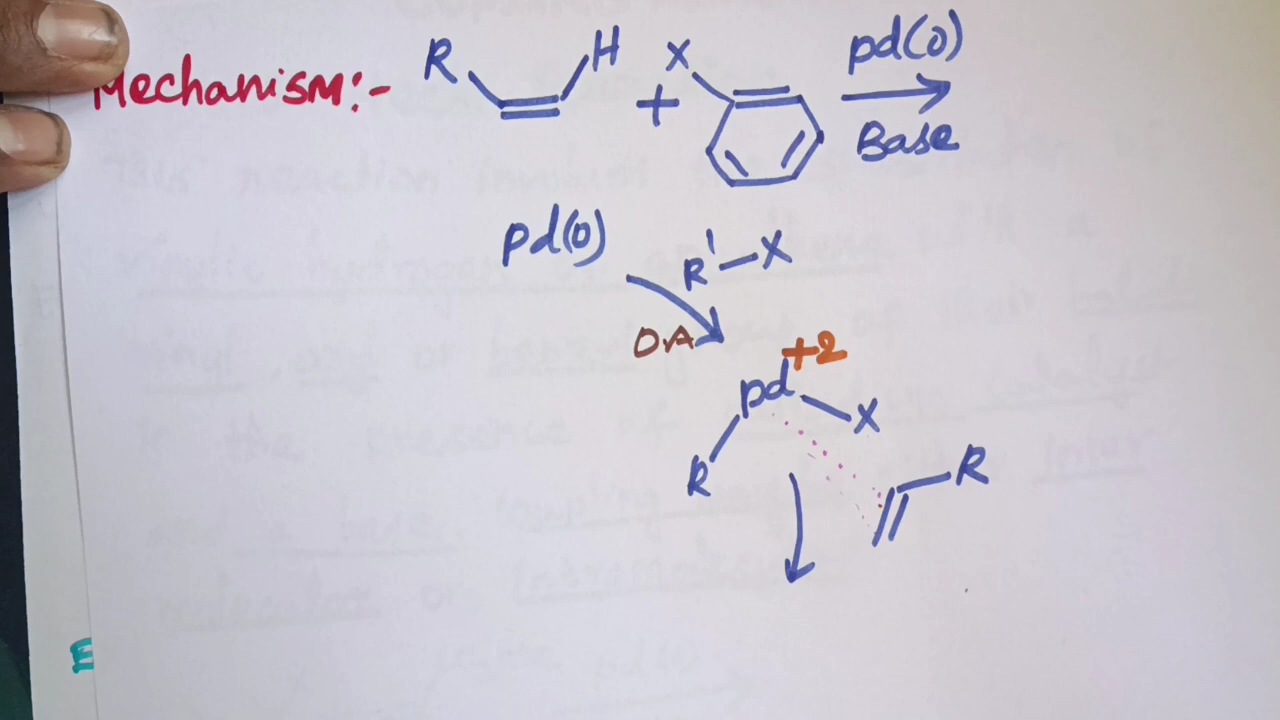 Mechanism:-
R H + X pd(0)
Base
pd(0)
R' - X
OA
pd +2
X
R
R